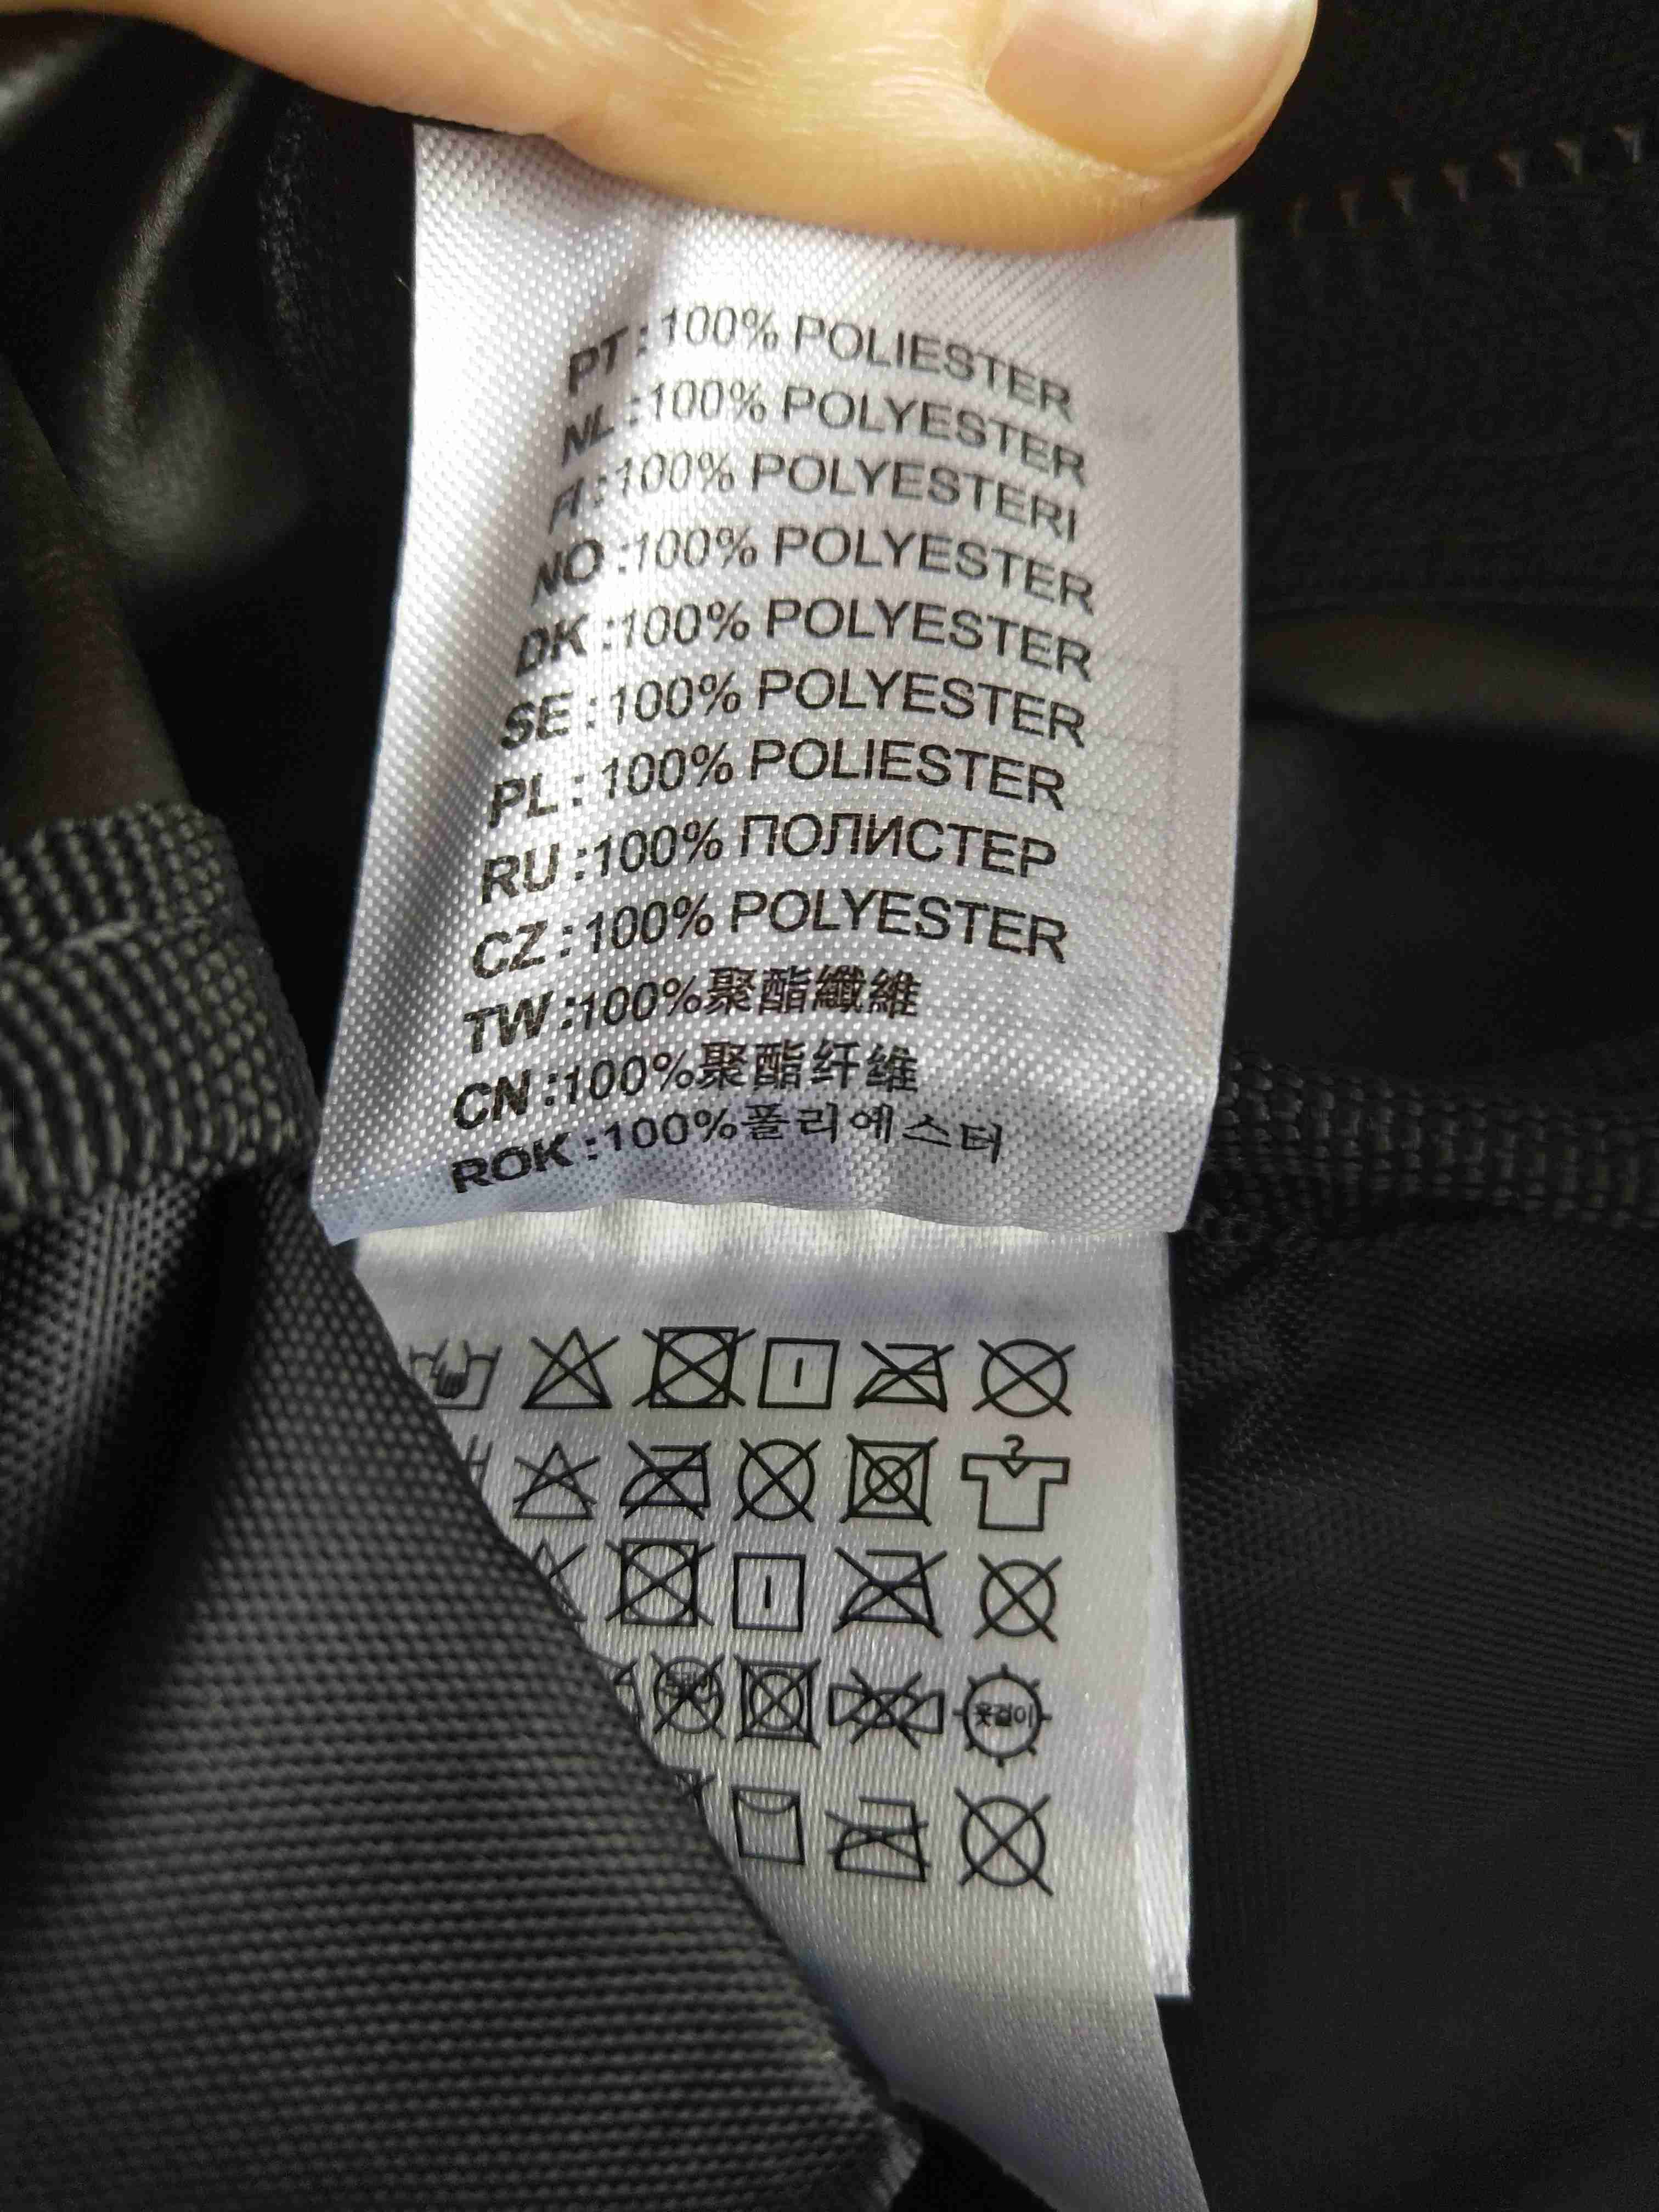 PT : 100% POLIESTER
NL :100% POLYESTER
FI :100% POLYESTERI
NO :100% POLYESTER
DK :100% POLYESTER
SE :100% POLYESTER
PL : 100% POLIESTER
RU :100% ПОЛИСТЕР
CZ :100% POLYESTER
TW :100%聚酯纖維
CN :100%聚酯纤维
ROK :100%폴리에스터
옷걸이